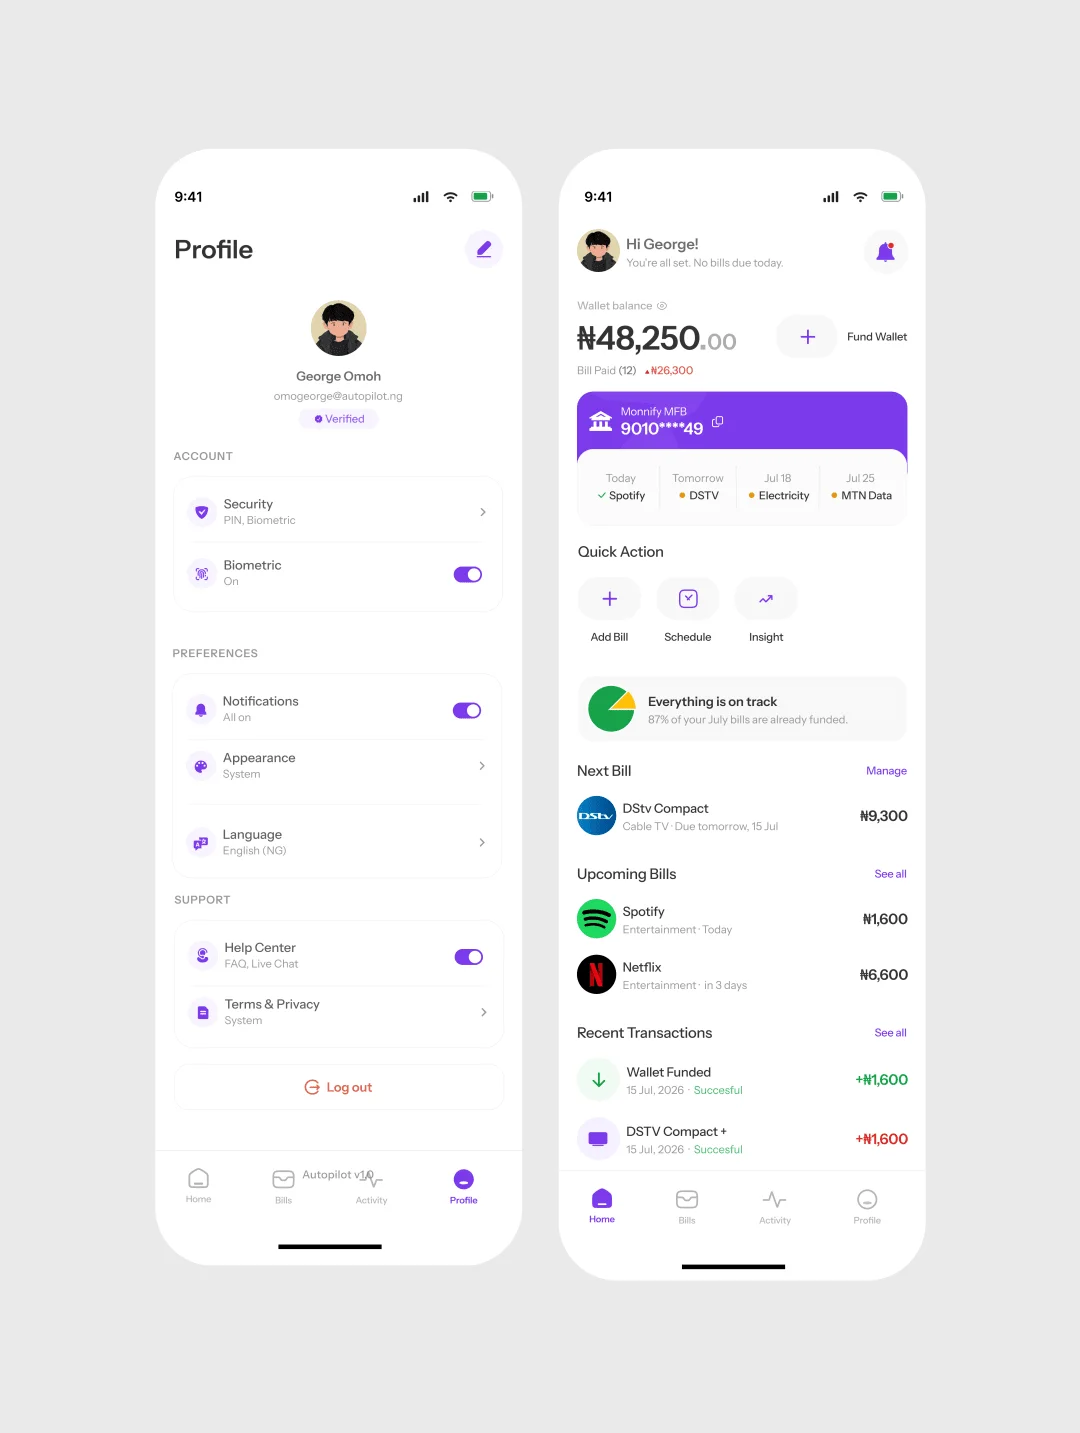 9:41
Profile
George Omoh
omogeorge@autopilot.ng
Verified
ACCOUNT
Security
PIN, Biometric
Biometric
On
PREFERENCES
Notifications
All on
Appearance
System
Language
English (NG)
SUPPORT
Help Center
FAQ, Live Chat
Terms & Privacy
System
Log out
Autopilot v1.0
Home
Bills
Activity
Profile
9:41
Hi George!
You're all set. No bills due today.
Wallet balance
₦48,250.00
Fund Wallet
Bill Paid (12) ▲₦26,300
Monnify MFB
9010****49
Today Tomorrow Jul 18 Jul 25
Spotify DSTV Electricity MTN Data
Quick Action
Add Bill Schedule Insight
Everything is on track
87% of your July bills are already funded.
Next Bill Manage
DStv
DStv Compact
Cable TV · Due tomorrow, 15 Jul
₦9,300
Upcoming Bills See all
Spotify
Entertainment · Today
₦1,600
N
Netflix
Entertainment · in 3 days
₦6,600
Recent Transactions See all
Wallet Funded
15 Jul, 2026 · Succesful
+₦1,600
DSTV Compact +
15 Jul, 2026 · Succesful
+₦1,600
Home
Bills
Activity
Profile